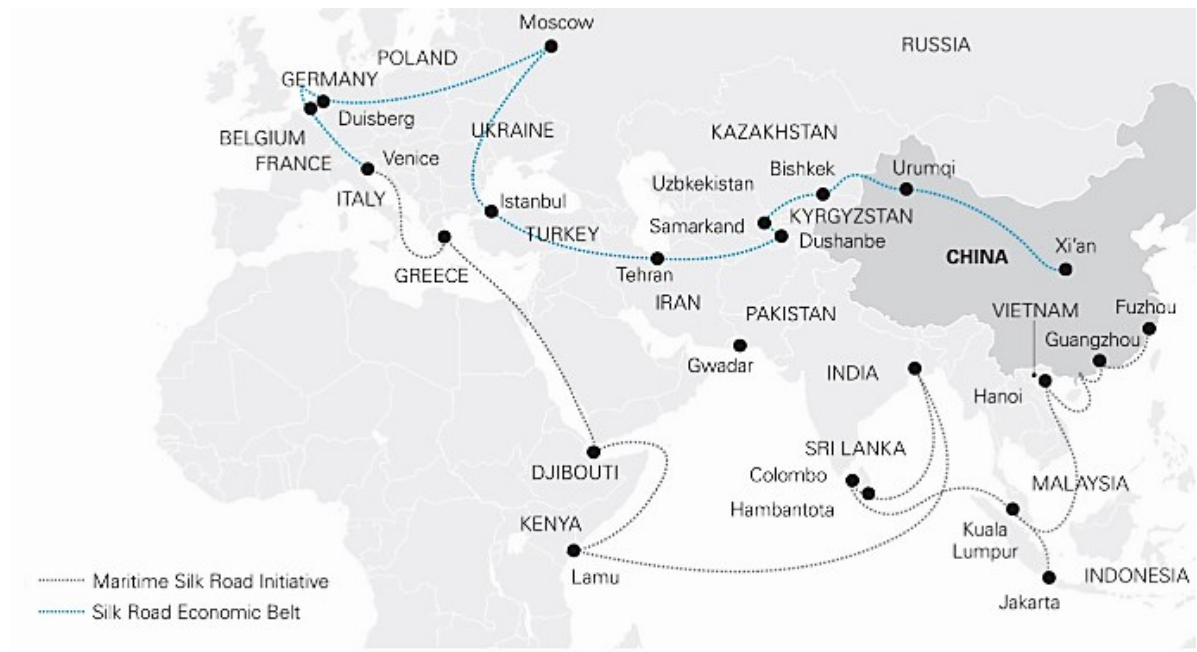 Moscow
RUSSIA
POLAND
GERMANY
Duisberg
BELGIUM
UKRAINE
KAZAKHSTAN
FRANCE
Venice
Bishkek
Urumqi
Uzbkekistan
ITALY
Istanbul
Samarkand
KYRGYZSTAN
TURKEY
Dushanbe
Xi'an
CHINA
GREECE
Tehran
IRAN
PAKISTAN
VIETNAM
Fuzhou
Guangzhou
Gwadar
INDIA
Hanoi
SRI LANKA
DJIBOUTI
Colombo
MALAYSIA
Hambantota
KENYA
Kuala
Lumpur
Lamu
INDONESIA
Jakarta
Maritime Silk Road Initiative
Silk Road Economic Belt